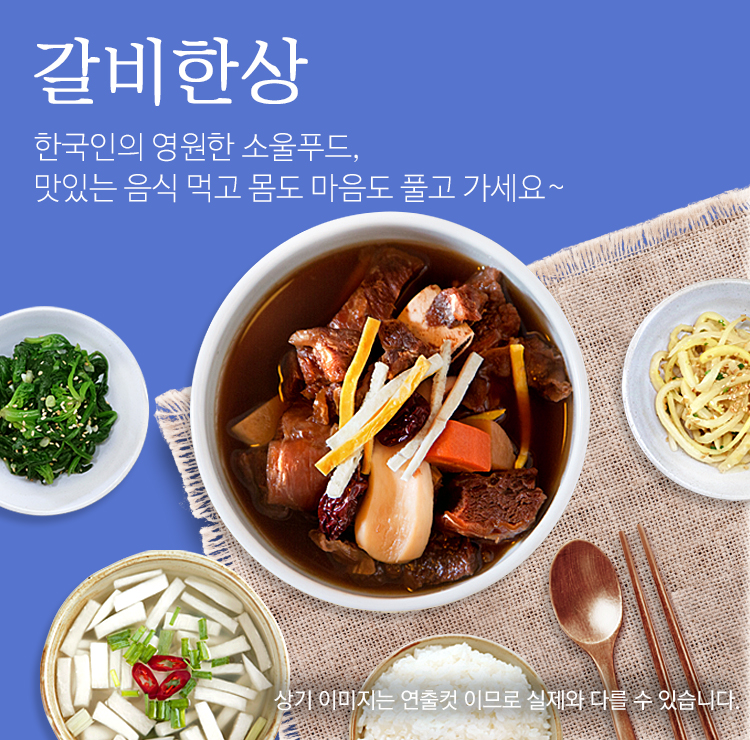 갈비한상
한국인의 영원한 소울푸드,
맛있는 음식 먹고 몸도 마음도 풀고 가세요~
상기 이미지는 연출컷 이므로 실제와 다를 수 있습니다.